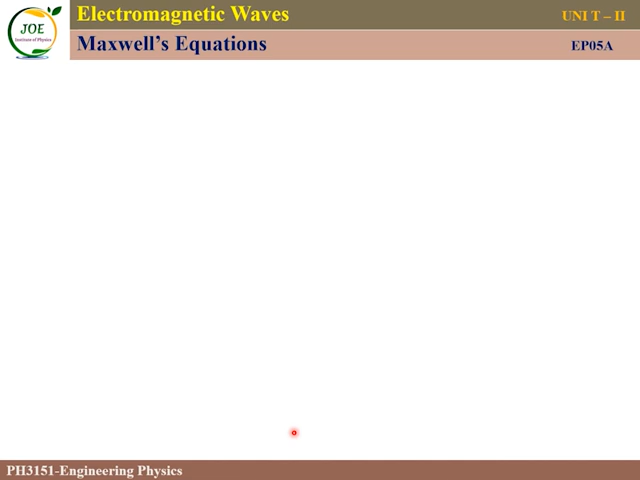 JOE
Institute of Physics
Electromagnetic Waves
UNI T – II
Maxwell's Equations
EP05A
PH3151-Engineering Physics